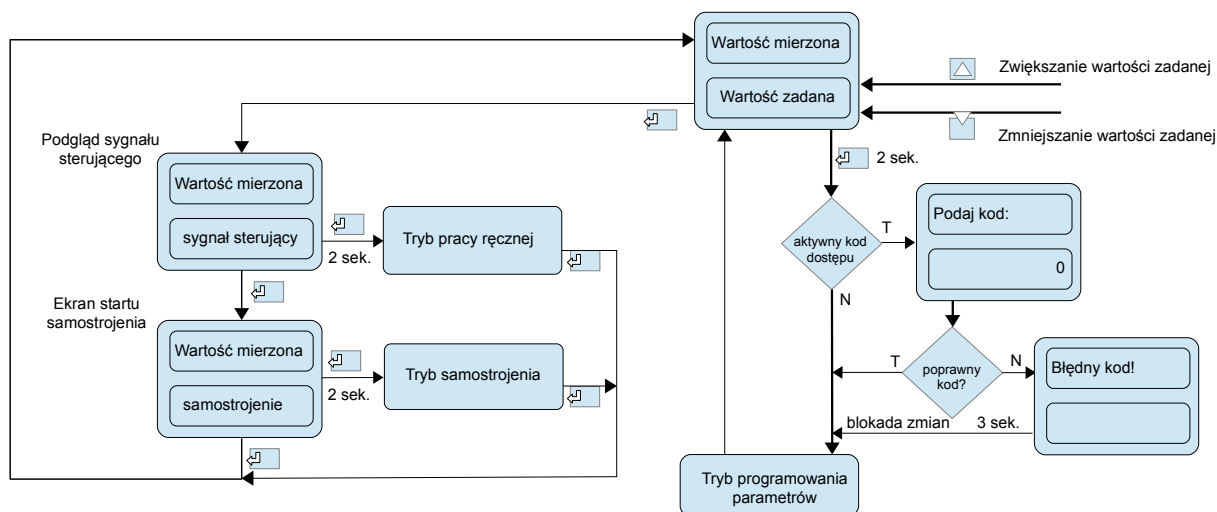 Wartość mierzona
Wartość zadana
Zwiększanie wartości zadanej
Zmniejszanie wartości zadanej
2 sek.
Podgląd sygnału
sterującego
Wartość mierzona
sygnał sterujący
2 sek.
Tryb pracy ręcznej
Ekran startu
samostrojenia
Wartość mierzona
samostrojenie
2 sek.
Tryb samostrojenia
aktywny kod
dostępu
T
N
Podaj kod:
0
poprawny
kod?
T
N
Błędny kod!
blokada zmian
3 sek.
Tryb programowania
parametrów